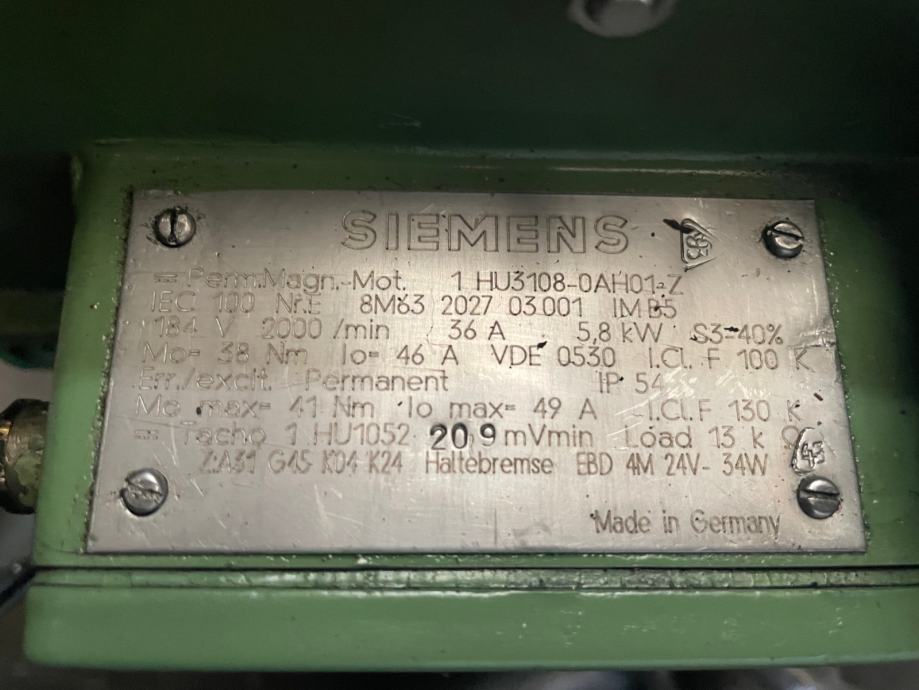 SIEMENS
= Perm.Magn.-Mot. 1 HU3108-0AH01-Z
IEC 100 Nr.E 8M63 2027 03.001 IM B5
184 V 2000 /min 36 A 5,8 kW S3-40%
Mo= 38 Nm Io= 46 A VDE 0530 I.Cl. F 100 K
Err./excit. Permanent IP 54
Mo max= 41 Nm Io max= 49 A I.Cl.F 130 K
= Tacho 1 HU1052 20,9 mVmin Load 13 k Ω
Z:A31 G45 K04 K24 Haltebremse EBD 4M 24V- 34W
Made in Germany